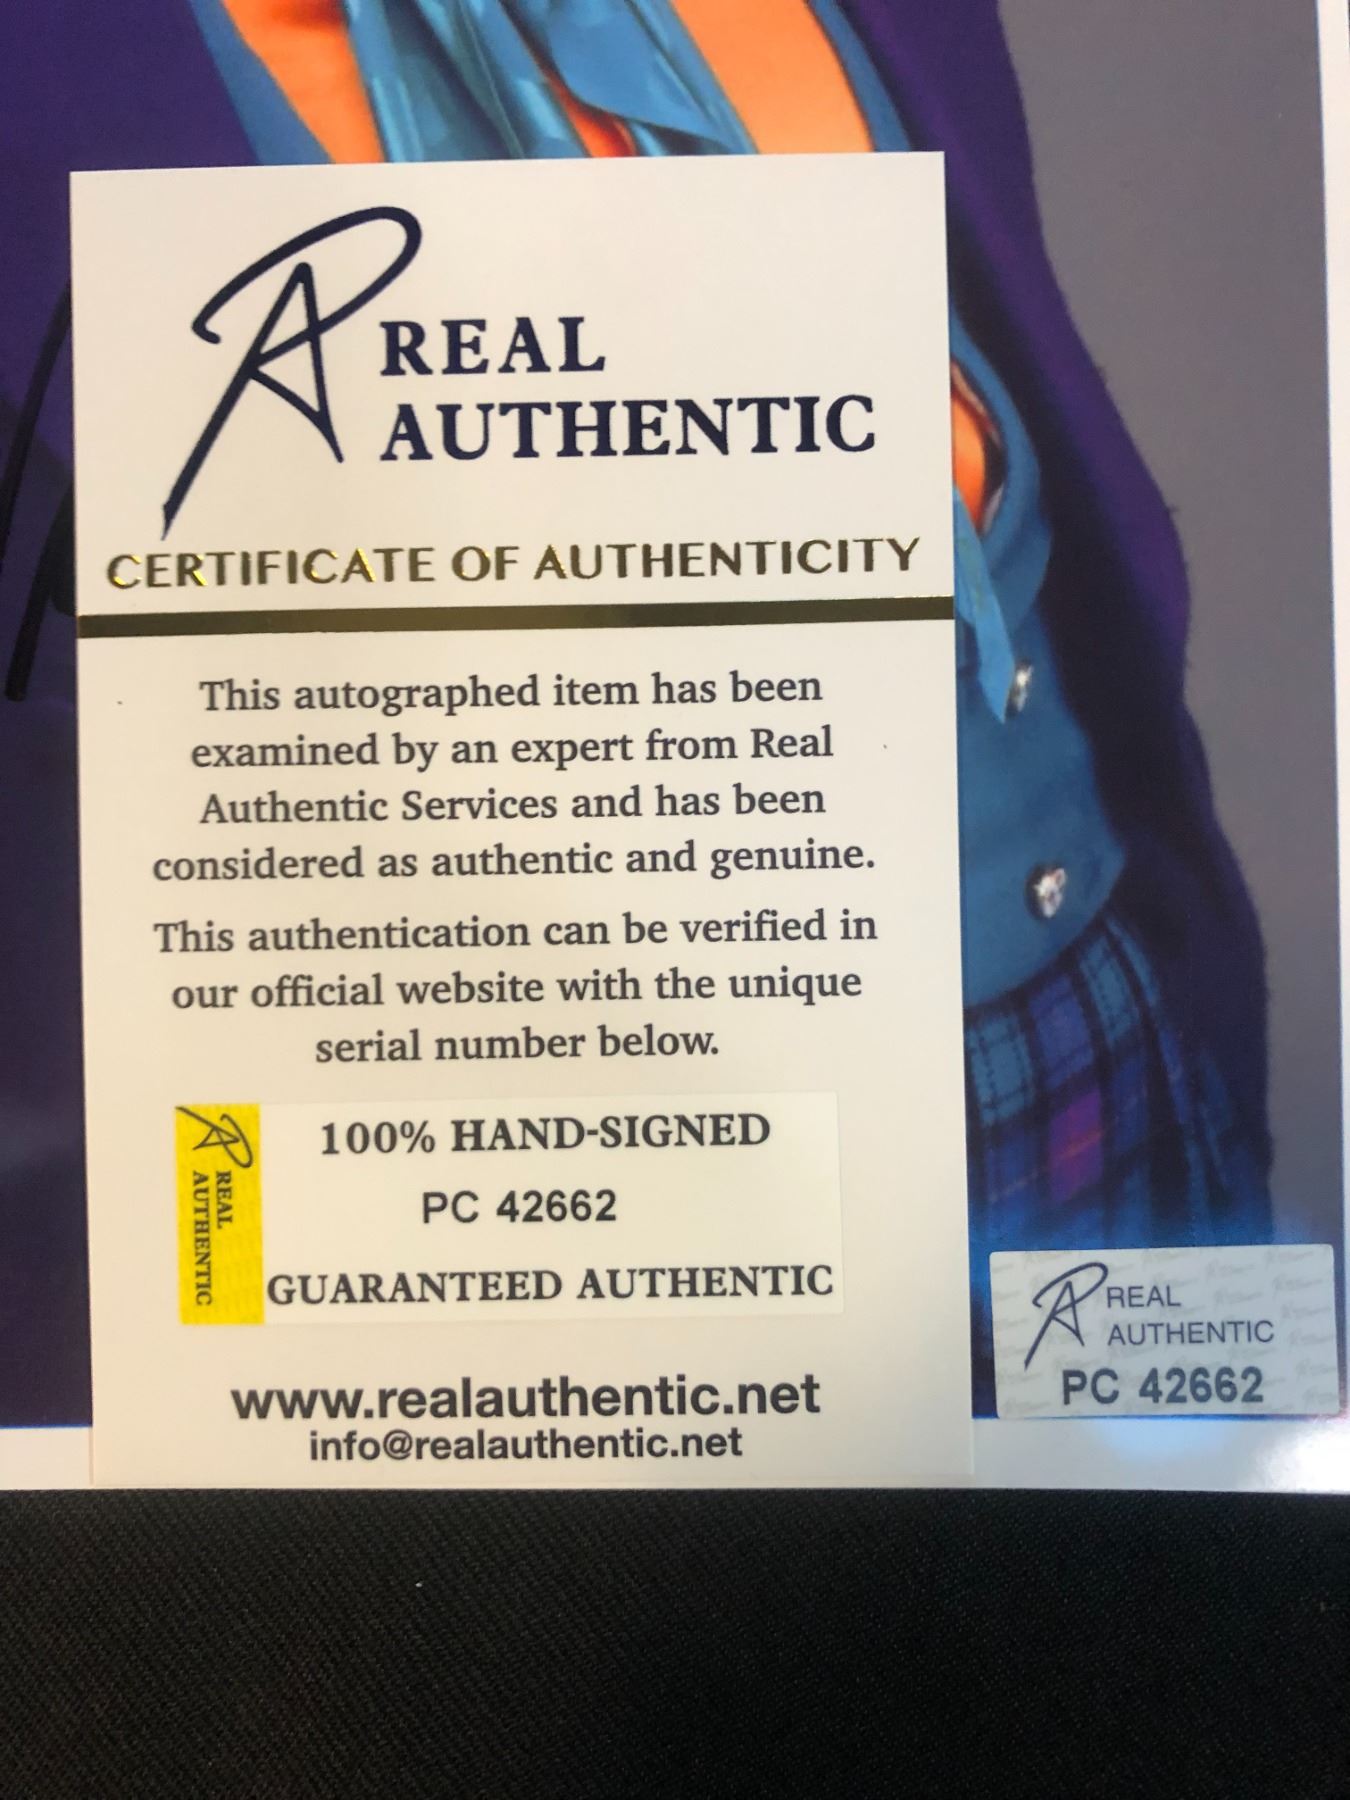 REAL
AUTHENTIC
CERTIFICATE OF AUTHENTICITY
This autographed item has been
examined by an expert from Real
Authentic Services and has been
considered as authentic and genuine.
This authentication can be verified in
our official website with the unique
serial number below.
REAL
AUTHENTIC
100% HAND-SIGNED
PC 42662
GUARANTEED AUTHENTIC
www.realauthentic.net
info@realauthentic.net
REAL
AUTHENTIC
PC 42662